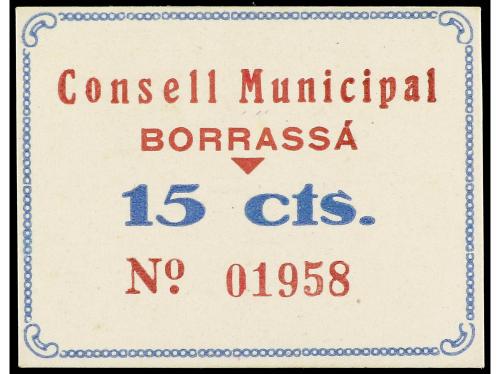 Consell Municipal
BORRASSÁ
15 cts.
Nº 01958